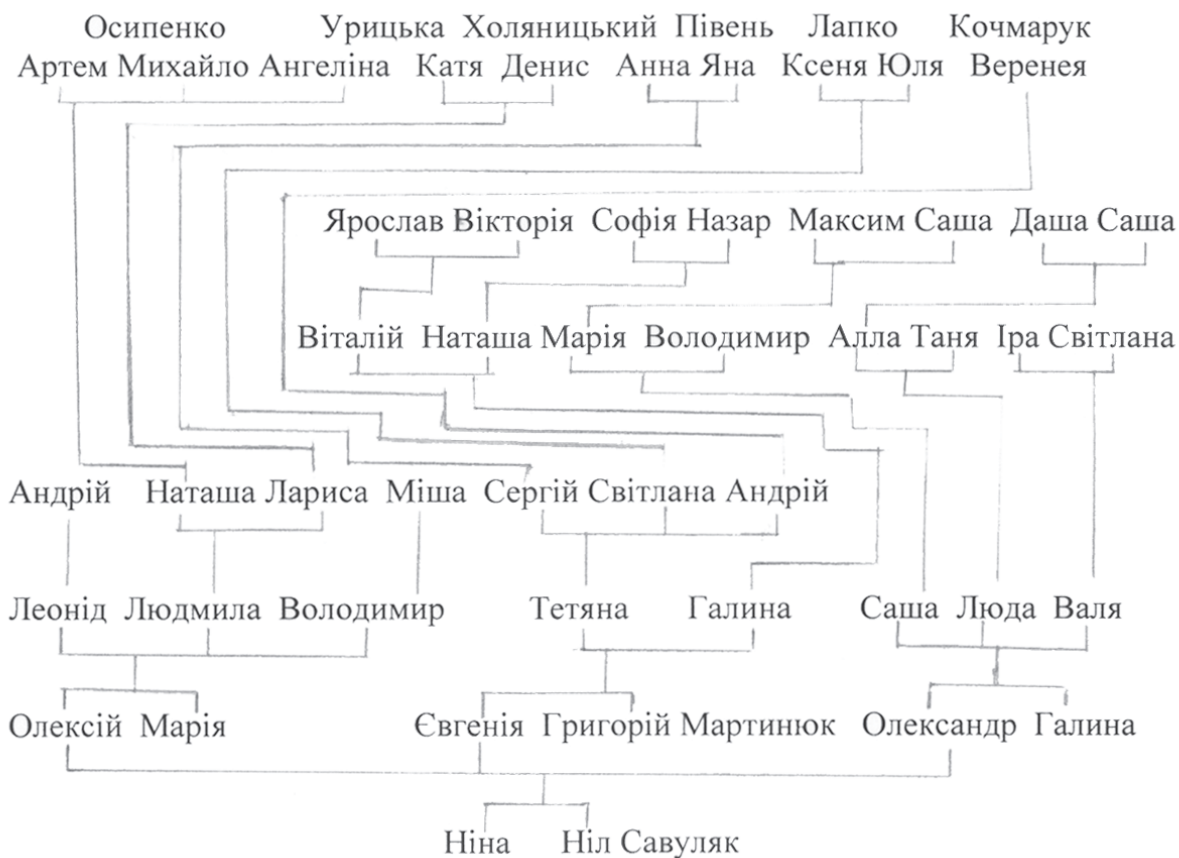 Осипенко Урицька Холяницький Півень Лапко Кочмарук
Артем Михайло Ангеліна Катя Денис Анна Яна Ксеня Юля Веренея
Ярослав Вікторія Софія Назар Максим Саша Даша Саша
Віталій Наташа Марія Володимир Алла Таня Іра Світлана
Андрій Наташа Лариса Міша Сергій Світлана Андрій
Леонід Людмила Володимир Тетяна Галина Саша Люда Валя
Олексій Марія Євгенія Григорій Мартинюк Олександр Галина
Ніна Ніл Савуляк